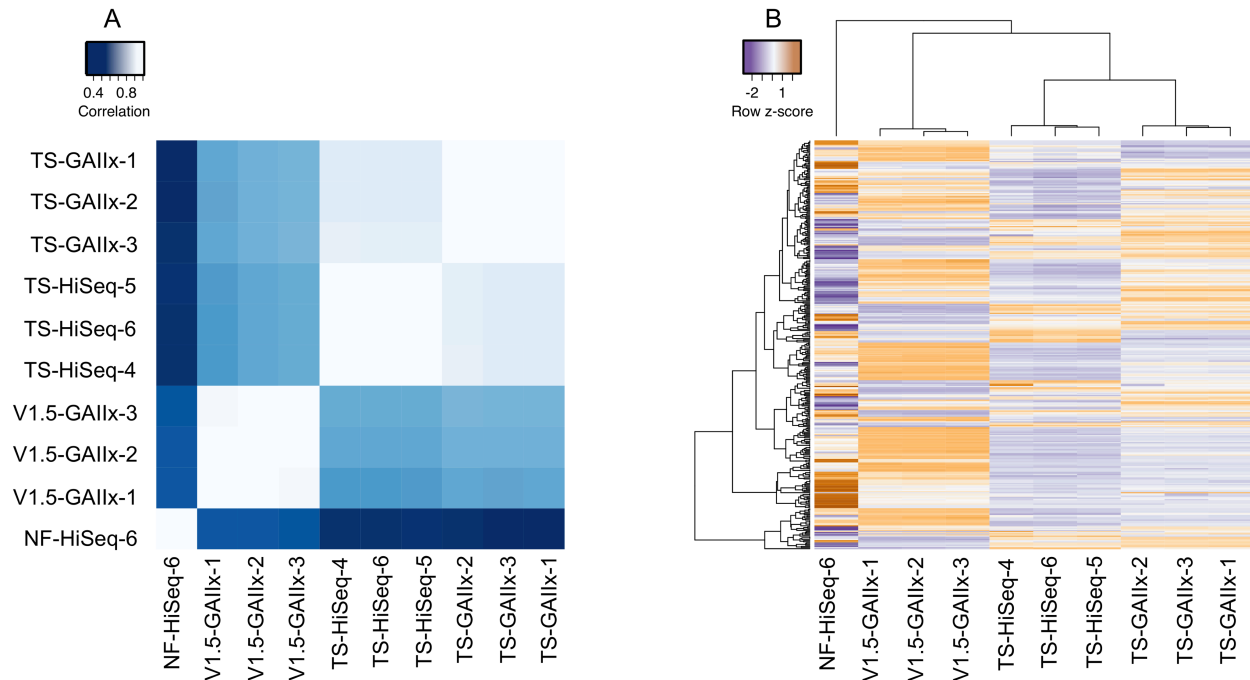 A
0.4 0.8
Correlation
TS-GAIIx-1
TS-GAIIx-2
TS-GAIIx-3
TS-HiSeq-5
TS-HiSeq-6
TS-HiSeq-4
V1.5-GAIIx-3
V1.5-GAIIx-2
V1.5-GAIIx-1
NF-HiSeq-6
NF-HiSeq-6
V1.5-GAIIx-1
V1.5-GAIIx-2
V1.5-GAIIx-3
TS-HiSeq-4
TS-HiSeq-6
TS-HiSeq-5
TS-GAIIx-2
TS-GAIIx-3
TS-GAIIx-1
B
-2 1
Row z-score
NF-HiSeq-6
V1.5-GAIIx-1
V1.5-GAIIx-2
V1.5-GAIIx-3
TS-HiSeq-4
TS-HiSeq-6
TS-HiSeq-5
TS-GAIIx-2
TS-GAIIx-3
TS-GAIIx-1